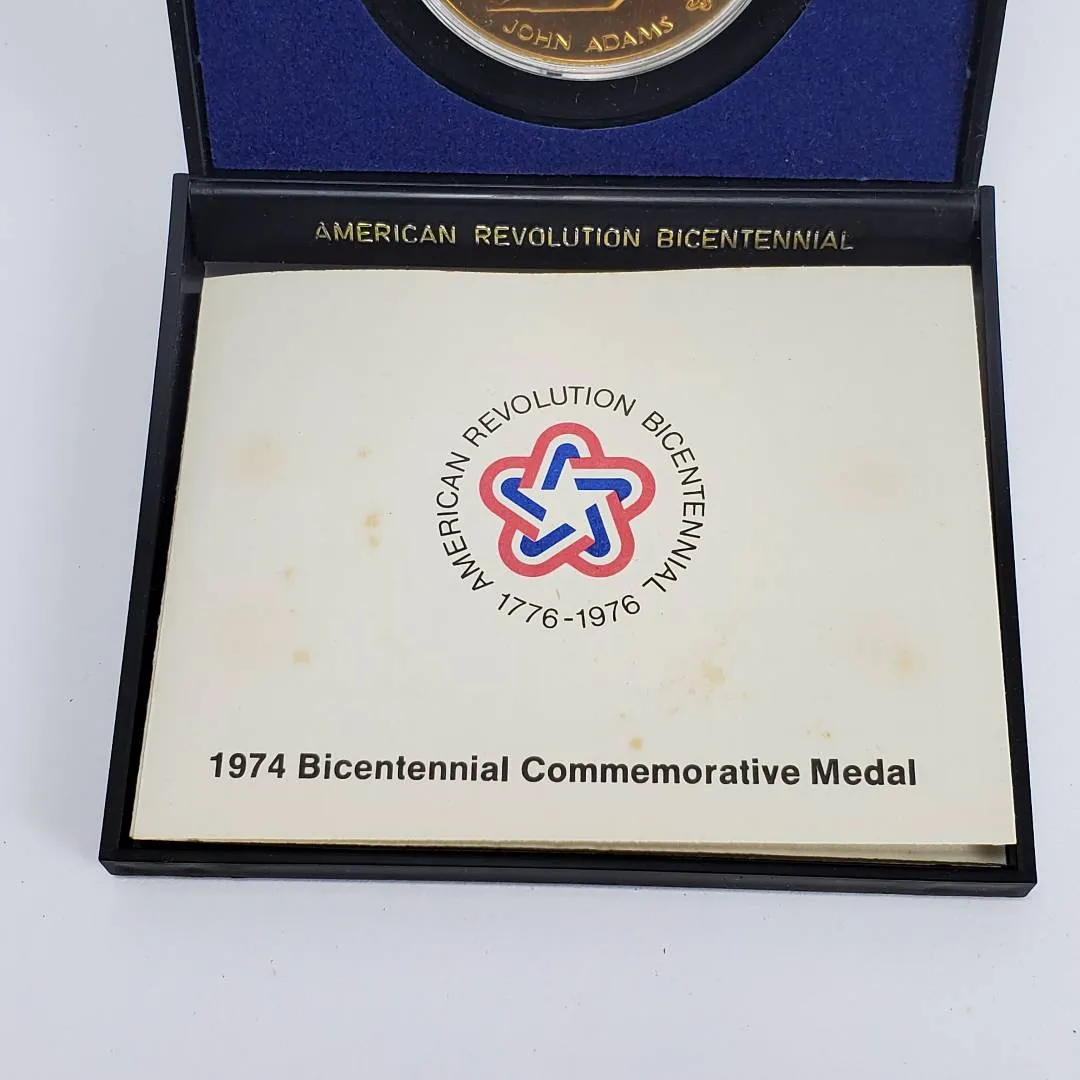 JOHN ADAMS
AMERICAN REVOLUTION BICENTENNIAL
AMERICAN REVOLUTION BICENTENNIAL
1776-1976
1974 Bicentennial Commemorative Medal